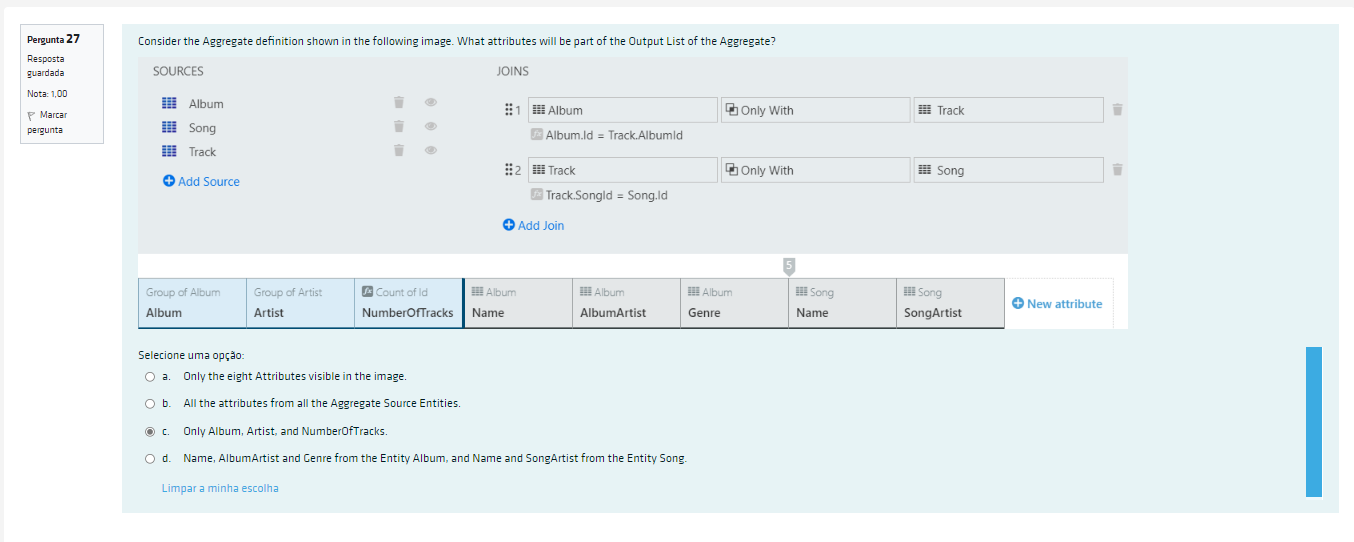 Pergunta 27
Resposta
guardada
Nota: 1,00
Marcar
pergunta
Consider the Aggregate definition shown in the following image. What attributes will be part of the Output List of the Aggregate?
SOURCES
Album
Song
Track
Add Source
JOINS
1 Album Only With Track
fx Album.Id = Track.AlbumId
2 Track Only With Song
fx Track.SongId = Song.Id
Add Join
5
Group of Album Group of Artist fx Count of Id Album Album Album Song Song
Album Artist NumberOfTracks Name AlbumArtist Genre Name SongArtist
New attribute
Selecione uma opção:
a. Only the eight Attributes visible in the image.
b. All the attributes from all the Aggregate Source Entities.
c. Only Album, Artist, and NumberOfTracks.
d. Name, AlbumArtist and Genre from the Entity Album, and Name and SongArtist from the Entity Song.
Limpar a minha escolha